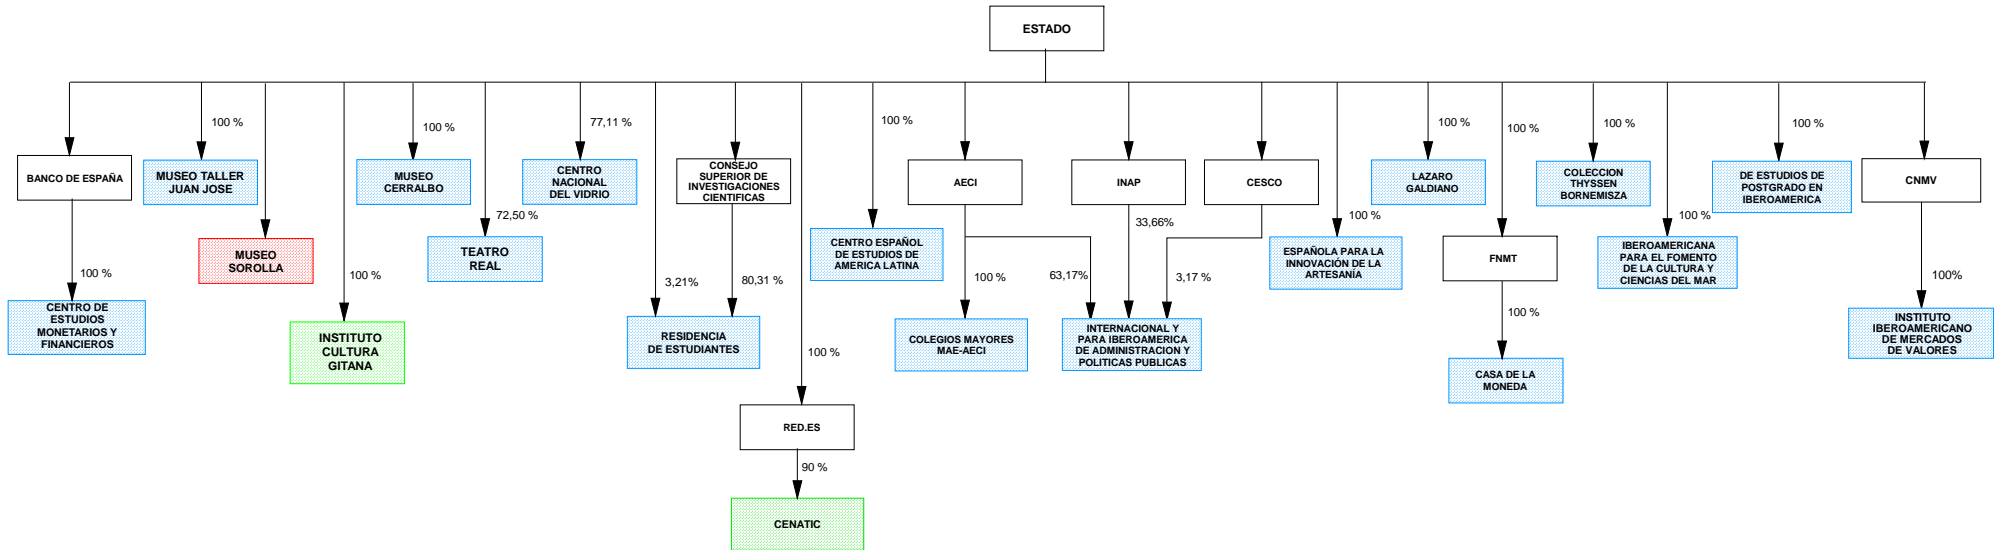 ESTADO
100 %
100 %
77,11 %
100 %
100 %
100 %
100 %
100 %
BANCO DE ESPAÑA
MUSEO TALLER
JUAN JOSE
MUSEO
CERRALBO
CENTRO
NACIONAL
DEL VIDRIO
CONSEJO
SUPERIOR DE
INVESTIGACIONES
CIENTIFICAS
AECI
INAP
CESCO
LAZARO
GALDIANO
COLECCION
THYSSEN
BORNEMISZA
DE ESTUDIOS DE
POSTGRADO EN
IBEROAMERICA
CNMV
72,50 %
33,66%
100 %
100 %
MUSEO
SOROLLA
TEATRO
REAL
CENTRO ESPAÑOL
DE ESTUDIOS DE
AMERICA LATINA
ESPAÑOLA PARA LA
INNOVACIÓN DE LA
ARTESANÍA
FNMT
IBEROAMERICANA
PARA EL FOMENTO
DE LA CULTURA Y
CIENCIAS DEL MAR
100 %
100 %
3,21%
80,31 %
100 %
63,17%
3,17 %
100%
CENTRO DE
ESTUDIOS
MONETARIOS Y
FINANCIEROS
INSTITUTO
CULTURA
GITANA
RESIDENCIA
DE ESTUDIANTES
100 %
COLEGIOS MAYORES
MAE-AECI
INTERNACIONAL Y
PARA IBEROAMERICA
DE ADMINISTRACION Y
POLITICAS PUBLICAS
100 %
INSTITUTO
IBEROAMERICANO
DE MERCADOS
DE VALORES
CASA DE LA
MONEDA
RED.ES
90 %
CENATIC